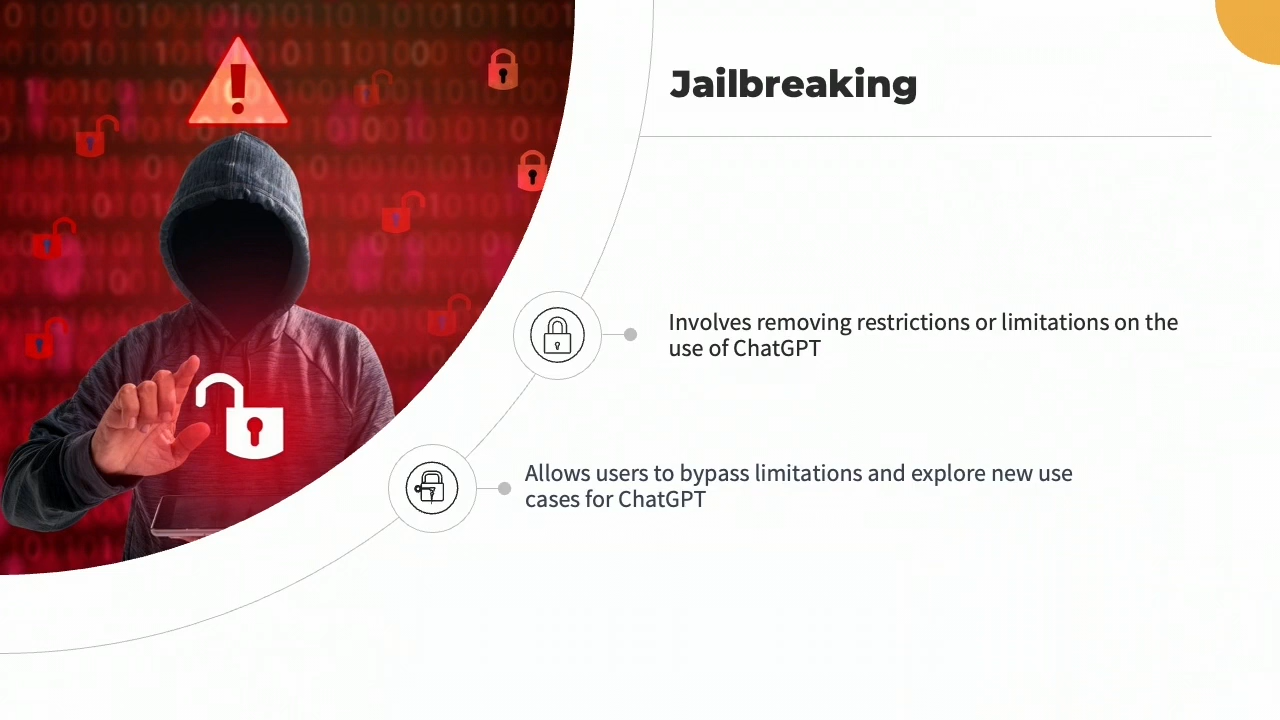 Jailbreaking
Involves removing restrictions or limitations on the
use of ChatGPT
Allows users to bypass limitations and explore new use
cases for ChatGPT